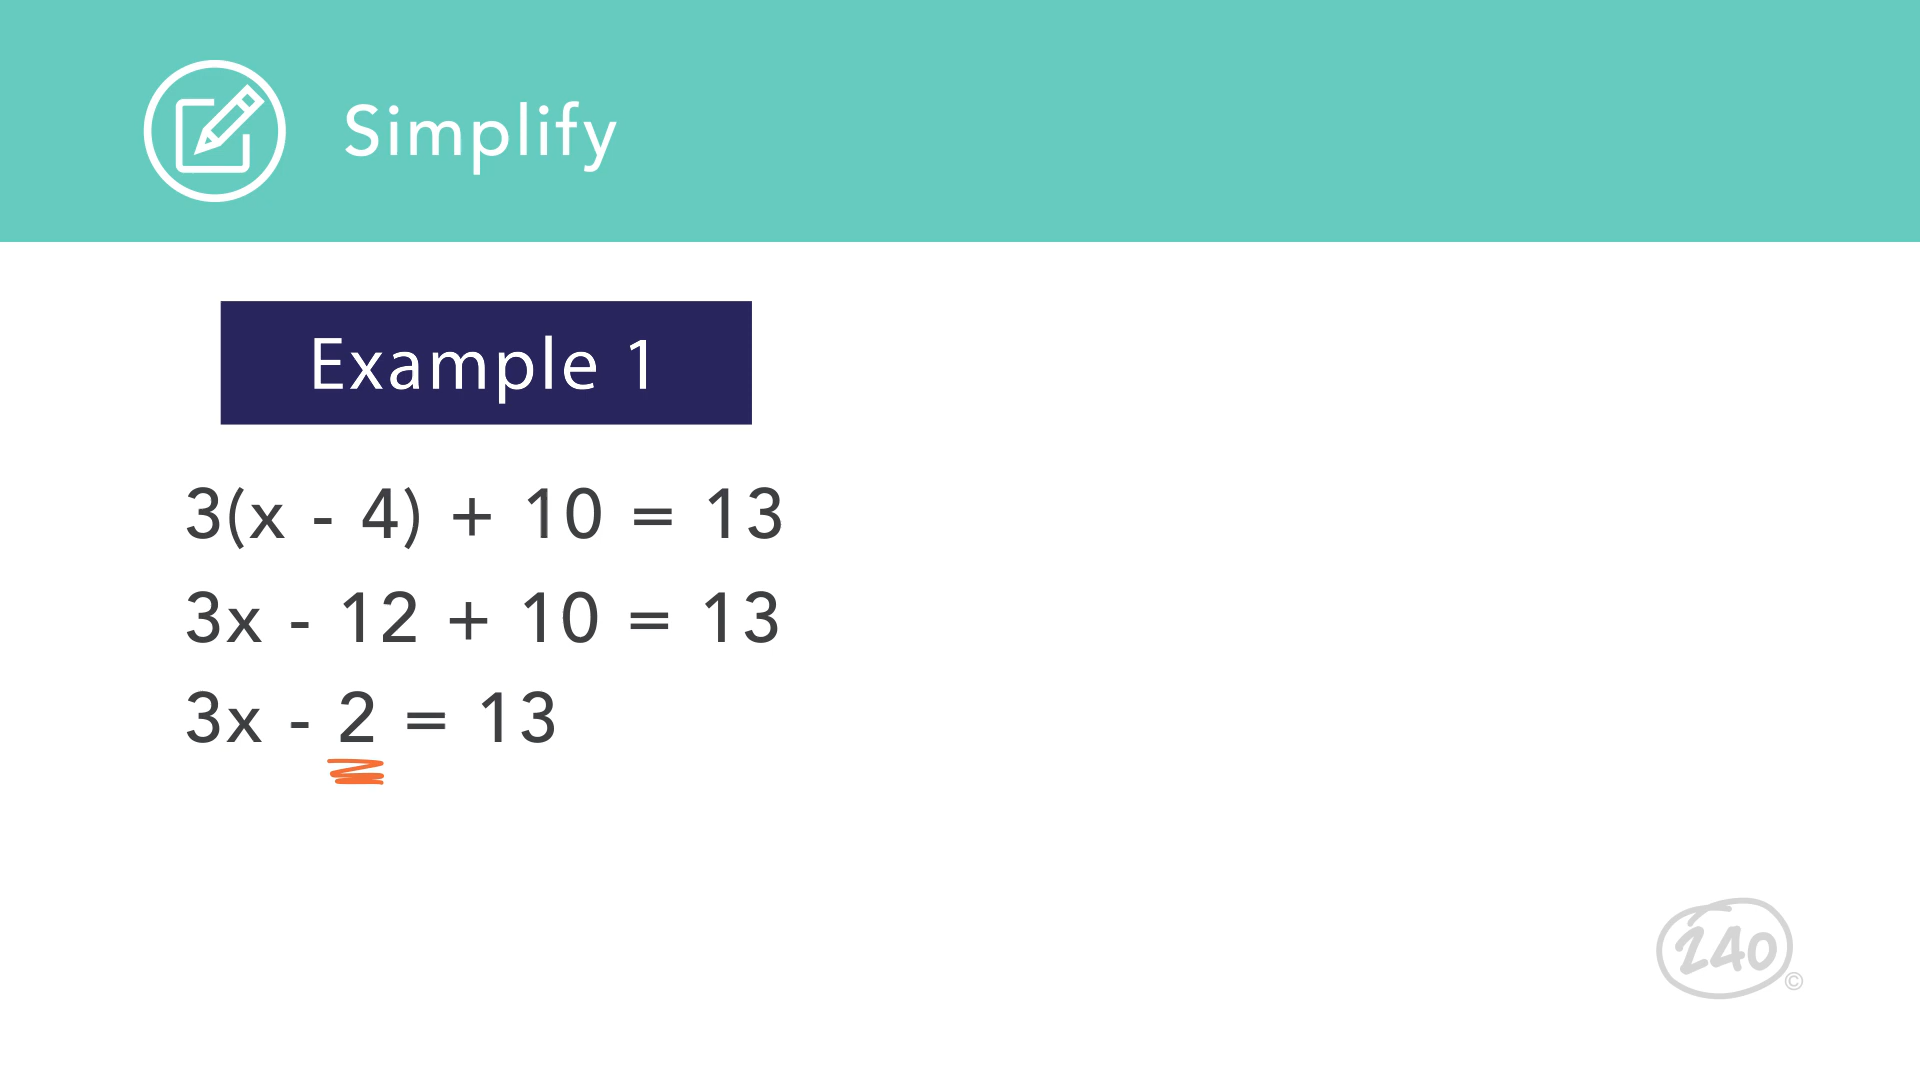 Simplify
Example 1
3(x - 4) + 10 = 13
3x - 12 + 10 = 13
3x - 2 = 13
240
©